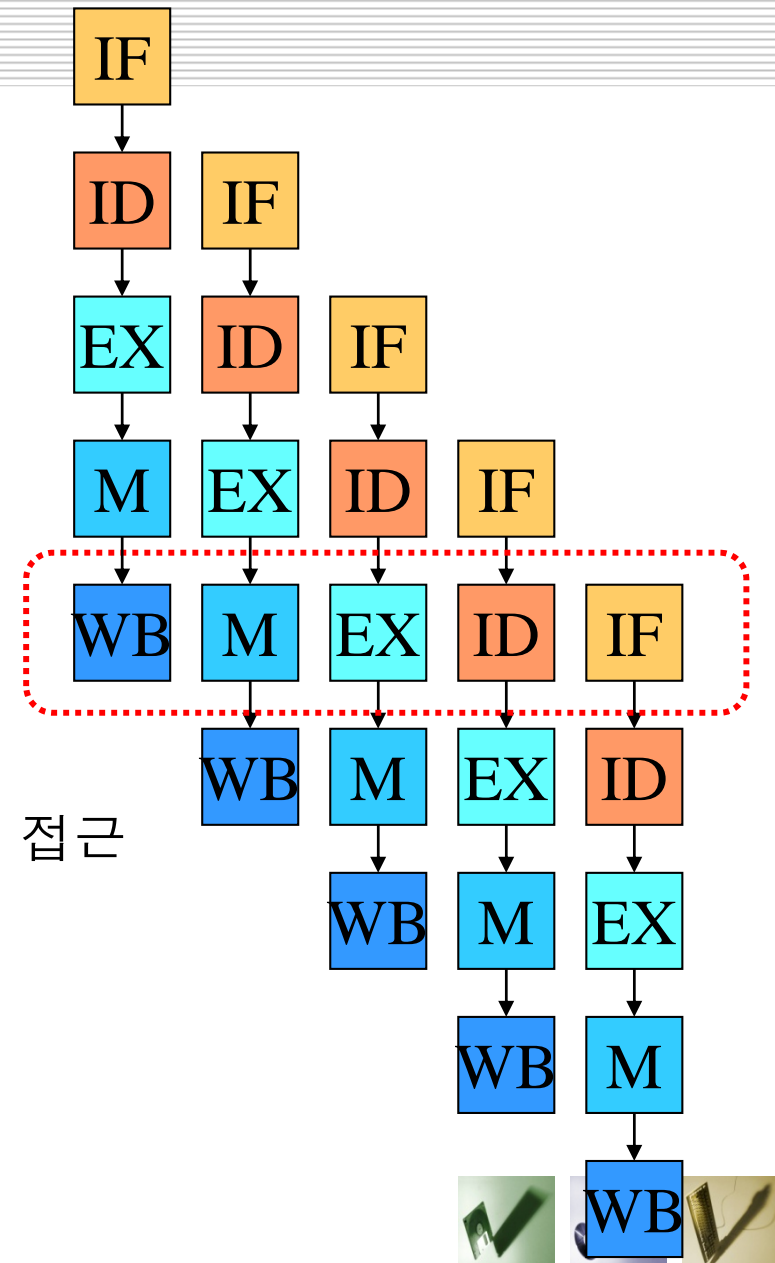 IF
ID IF
EX ID IF
M EX ID IF
WB M EX ID IF
WB M EX ID
접근
WB M EX
WB M
WB